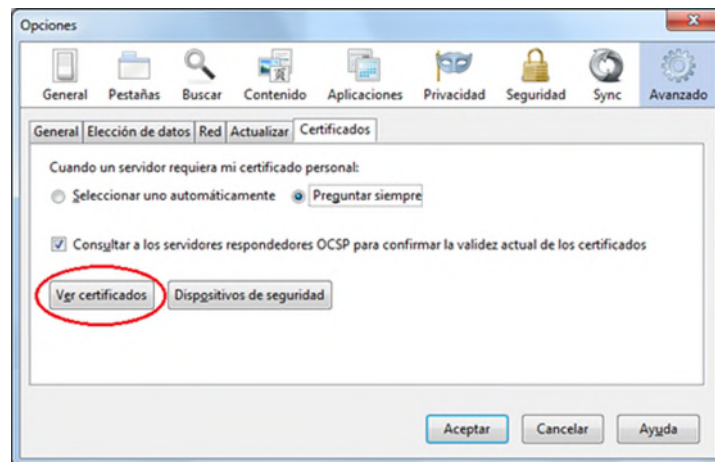 Opciones
General Pestañas Buscar Contenido Aplicaciones Privacidad Seguridad Sync Avanzado
General Elección de datos Red Actualizar Certificados
Cuando un servidor requiera mi certificado personal:
Seleccionar uno automáticamente Preguntar siempre
Consultar a los servidores respondedores OCSP para confirmar la validez actual de los certificados
Ver certificados Dispositivos de seguridad
Aceptar Cancelar Ayuda